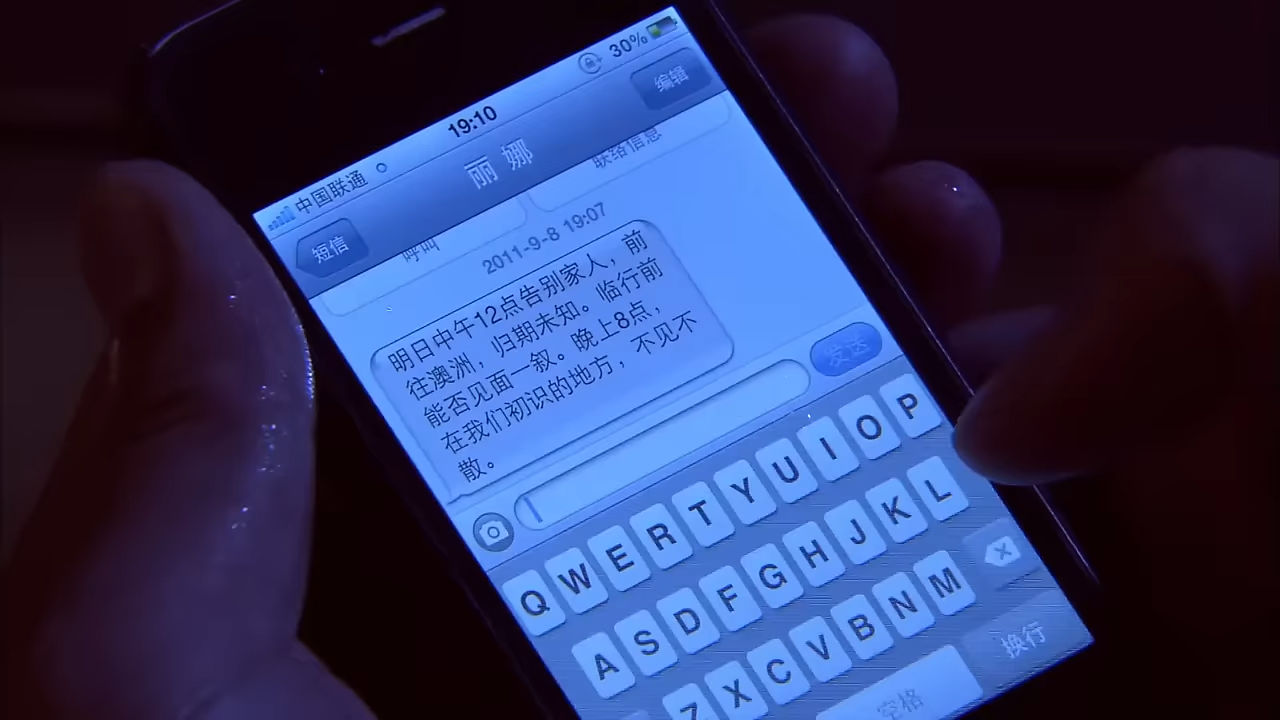 中国联通
19:10
30%
短信
丽娜
编辑
呼叫
联络信息
2011-9-8 19:07
明日中午12点告别家人，前
往澳洲，归期未知。临行前
能否见面一叙。晚上8点，
在我们初识的地方，不见不
散。
发送
Q W E R T Y U I O P
A S D F G H J K L
Z X C V B N M
空格
换行